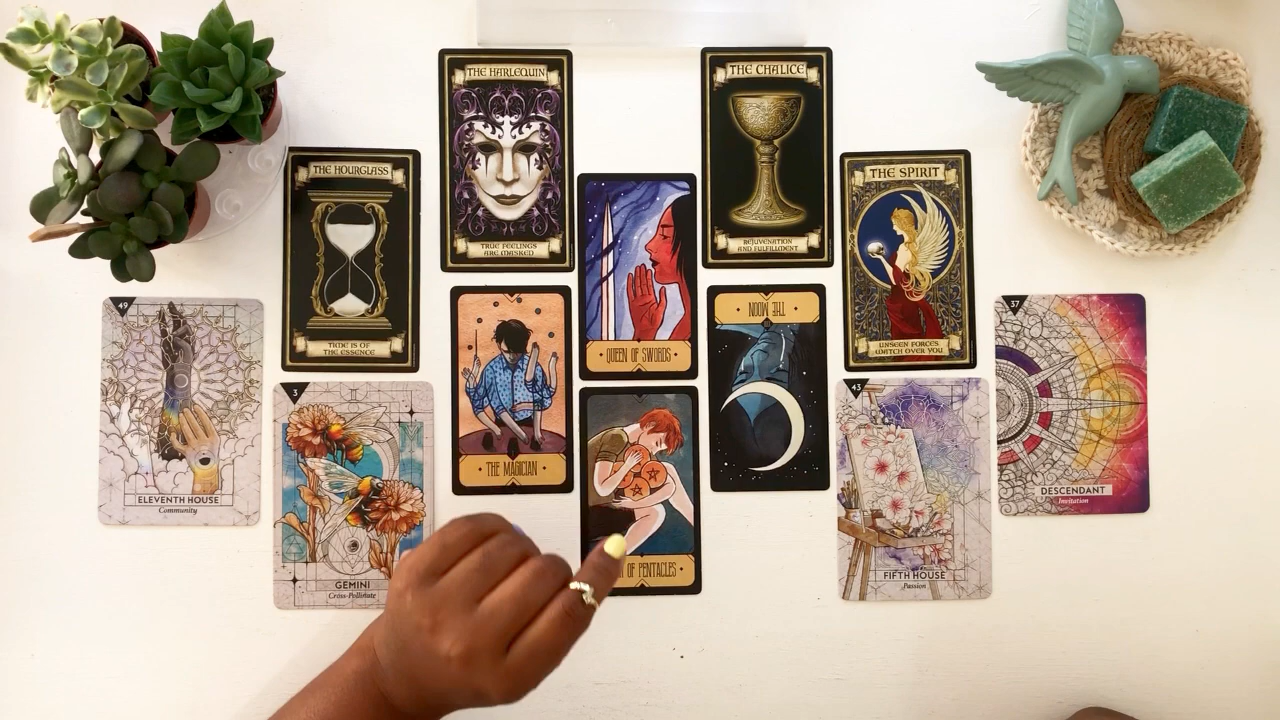 THE HARLEQUIN
TRUE FEELINGS
ARE MASKED
THE CHALICE
REJUVENATION
AND FULFILLMENT
THE HOURGLASS
TIME IS OF
THE ESSENCE
THE SPIRIT
UNSEEN FORCES
WATCH OVER YOU
QUEEN OF SWORDS
THE MOON
THE MAGICIAN
OF PENTACLES
49
ELEVENTH HOUSE
Community
3
GEMINI
Cross-Pollinate
43
FIFTH HOUSE
Passion
37
DESCENDANT
Invitation